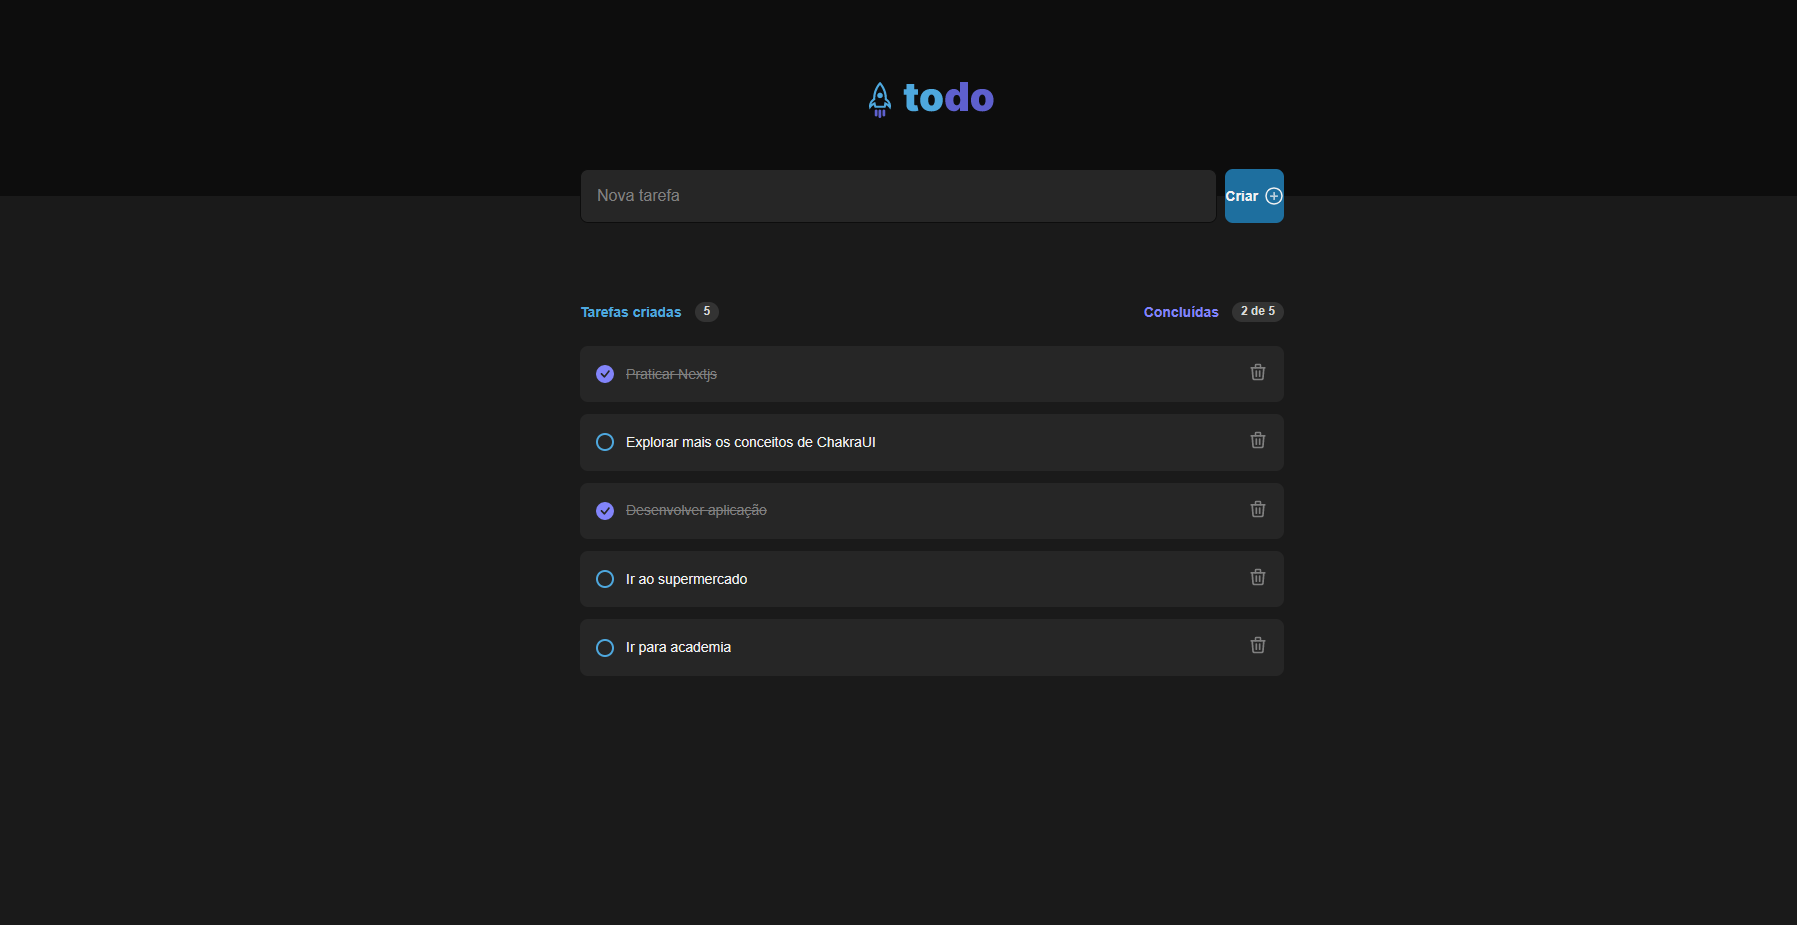 todo
Nova tarefa
Criar
Tarefas criadas 5
Concluídas 2 de 5
Praticar Nextjs
Explorar mais os conceitos de ChakraUI
Desenvolver aplicação
Ir ao supermercado
Ir para academia